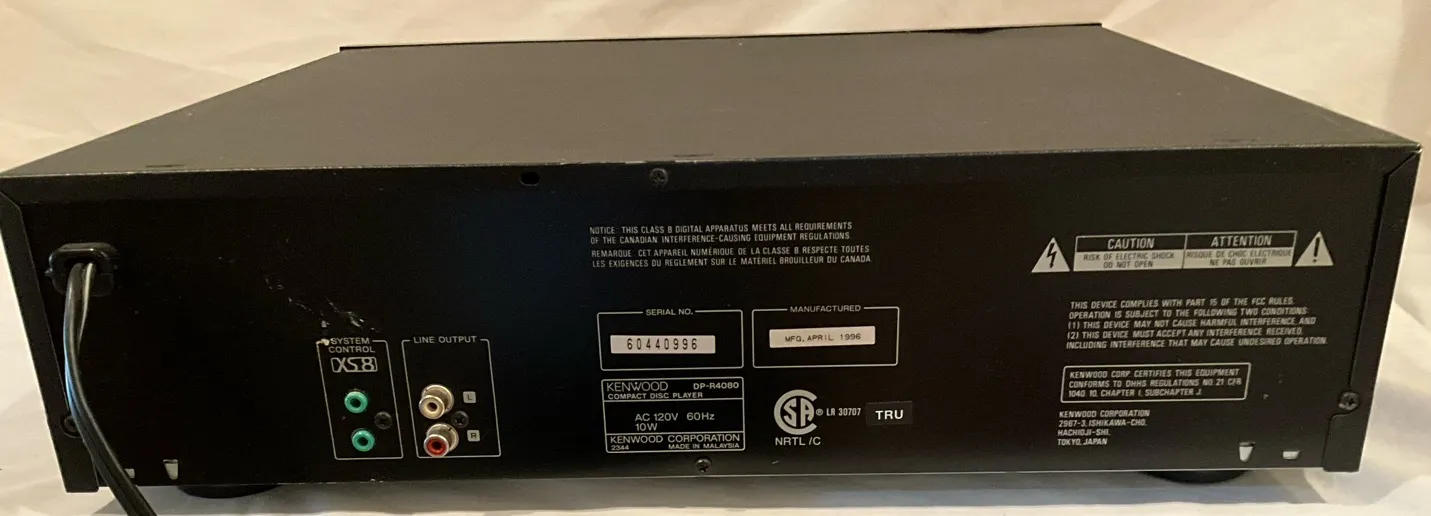 NOTICE: THIS CLASS B DIGITAL APPARATUS MEETS ALL REQUIREMENTS
OF THE CANADIAN INTERFERENCE-CAUSING EQUIPMENT REGULATIONS.
REMARQUE: CET APPAREIL NUMÉRIQUE DE LA CLASSE B RESPECTE TOUTES
LES EXIGENCES DU REGLEMENT SUR LE MATERIEL BROUILLEUR DU CANADA.
CAUTION
RISK OF ELECTRIC SHOCK
DO NOT OPEN
ATTENTION
RISQUE DE CHOC ELECTRIQUE
NE PAS OUVRIR
THIS DEVICE COMPLIES WITH PART 15 OF THE FCC RULES.
OPERATION IS SUBJECT TO THE FOLLOWING TWO CONDITIONS:
(1) THIS DEVICE MAY NOT CAUSE HARMFUL INTERFERENCE, AND
(2) THIS DEVICE MUST ACCEPT ANY INTERFERENCE RECEIVED,
INCLUDING INTERFERENCE THAT MAY CAUSE UNDESIRED OPERATION.
KENWOOD CORP. CERTIFIES THIS EQUIPMENT
CONFORMS TO DHHS REGULATIONS NO. 21 CFR
1040. 10, CHAPTER I, SUBCHAPTER J.
KENWOOD CORPORATION
2967-3, ISHIKAWA-CHO,
HACHIOJI-SHI,
TOKYO, JAPAN
SYSTEM
CONTROL
XS8
LINE OUTPUT
L
R
SERIAL NO.
60440996
MANUFACTURED
MFG. APRIL 1996
KENWOOD DP-R4080
COMPACT DISC PLAYER
AC 120V 60Hz
10W
KENWOOD CORPORATION
2344 MADE IN MALAYSIA
SA ® LR 30707
NRTL /C
TRU